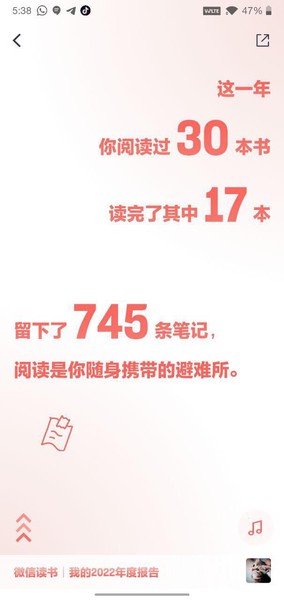 5:38
VoLTE 47%
这一年
你阅读过 30 本书
读完了其中 17 本
留下了 745 条笔记，
阅读是你随身携带的避难所。
微信读书｜我的2022年度报告